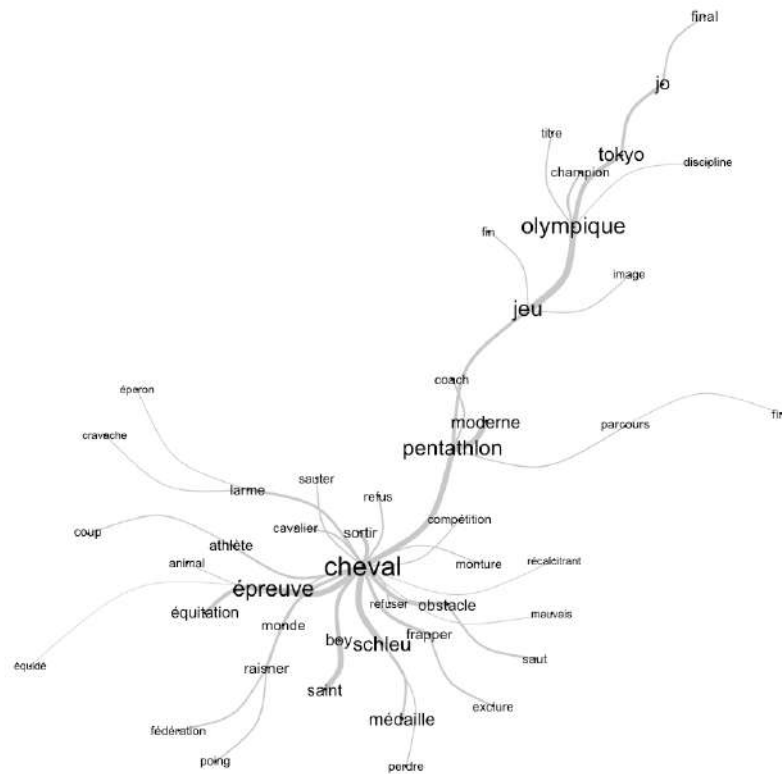 final
jo
titre
tokyo
champion
discipline
olympique
fin
image
jeu
coach
éperon
moderne
fin
parcours
cravache
pentathlon
sauter
larme
refus
compétition
cavalier
sortir
coup
athlète
cheval
animal
monture
récalcitrant
épreuve
équitation
refuser
obstacle
mauvais
monde
boy
schleu
frapper
équidé
raisner
saut
saint
médaille
exclure
fédération
poing
perdre